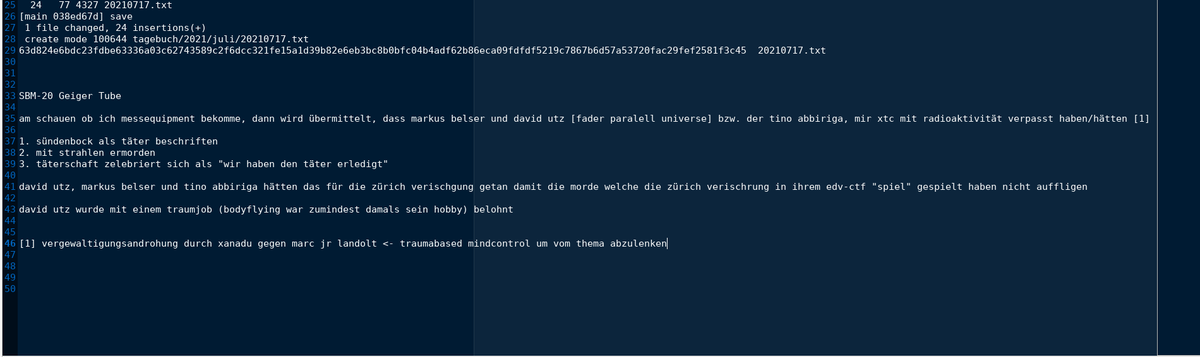 25   24   77 4327 20210717.txt
26 [main 038ed67d] save
27  1 file changed, 24 insertions(+)
28  create mode 100644 tagebuch/2021/juli/20210717.txt
29 63d824e6bdc23fdbe63336a03c62743589c2f6dcc321fe15a1d39b82e6eb3bc8b0bfc04b4adf62b86eca09fdfdf5219c7867b6d57a53720fac29fef2581f3c45  20210717.txt
30
31
32
33 SBM-20 Geiger Tube
34
35 am schauen ob ich messequipment bekomme, dann wird übermittelt, dass markus belser und david utz [fader paralell universe] bzw. der tino abbiriga, mir xtc mit radioaktivität verpasst haben/hätten [1]
36
37 1. sündenbock als täter beschriften
38 2. mit strahlen ermorden
39 3. täterschaft zelebriert sich als "wir haben den täter erledigt"
40
41 david utz, markus belser und tino abbiriga hätten das für die zürich verischgung getan damit die morde welche die zürich verischrung in ihrem edv-ctf "spiel" gespielt haben nicht auffligen
42
43 david utz wurde mit einem traumjob (bodyflying war zumindest damals sein hobby) belohnt
44
45
46 [1] vergewaltigungsandrohung durch xanadu gegen marc jr landolt <- traumabased mindcontrol um vom thema abzulenken
47
48
49
50